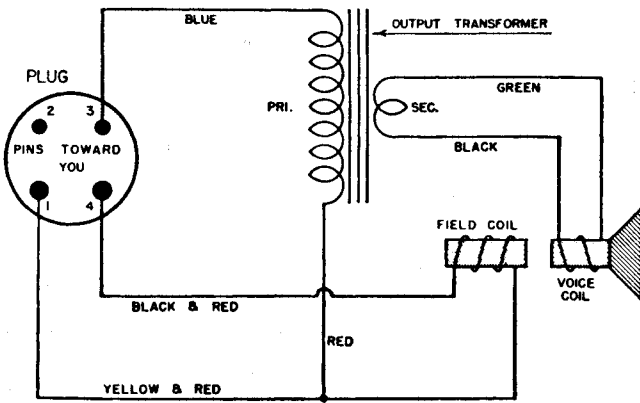 BLUE
OUTPUT TRANSFORMER
PLUG
2 3
PRI.
SEC.
GREEN
PINS TOWARD
YOU
BLACK
1 4
FIELD COIL
VOICE
COIL
BLACK & RED
RED
YELLOW & RED